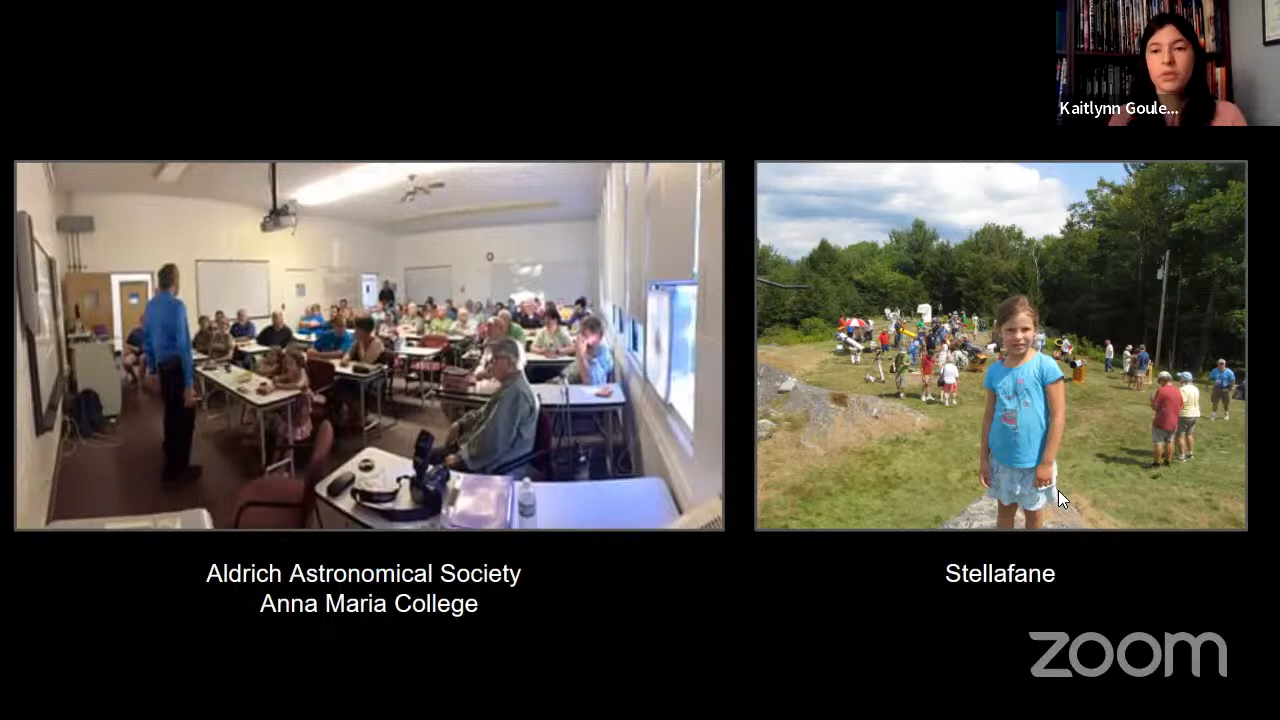 Kaitlynn Goule...
Aldrich Astronomical Society
Anna Maria College
Stellafane
zoom